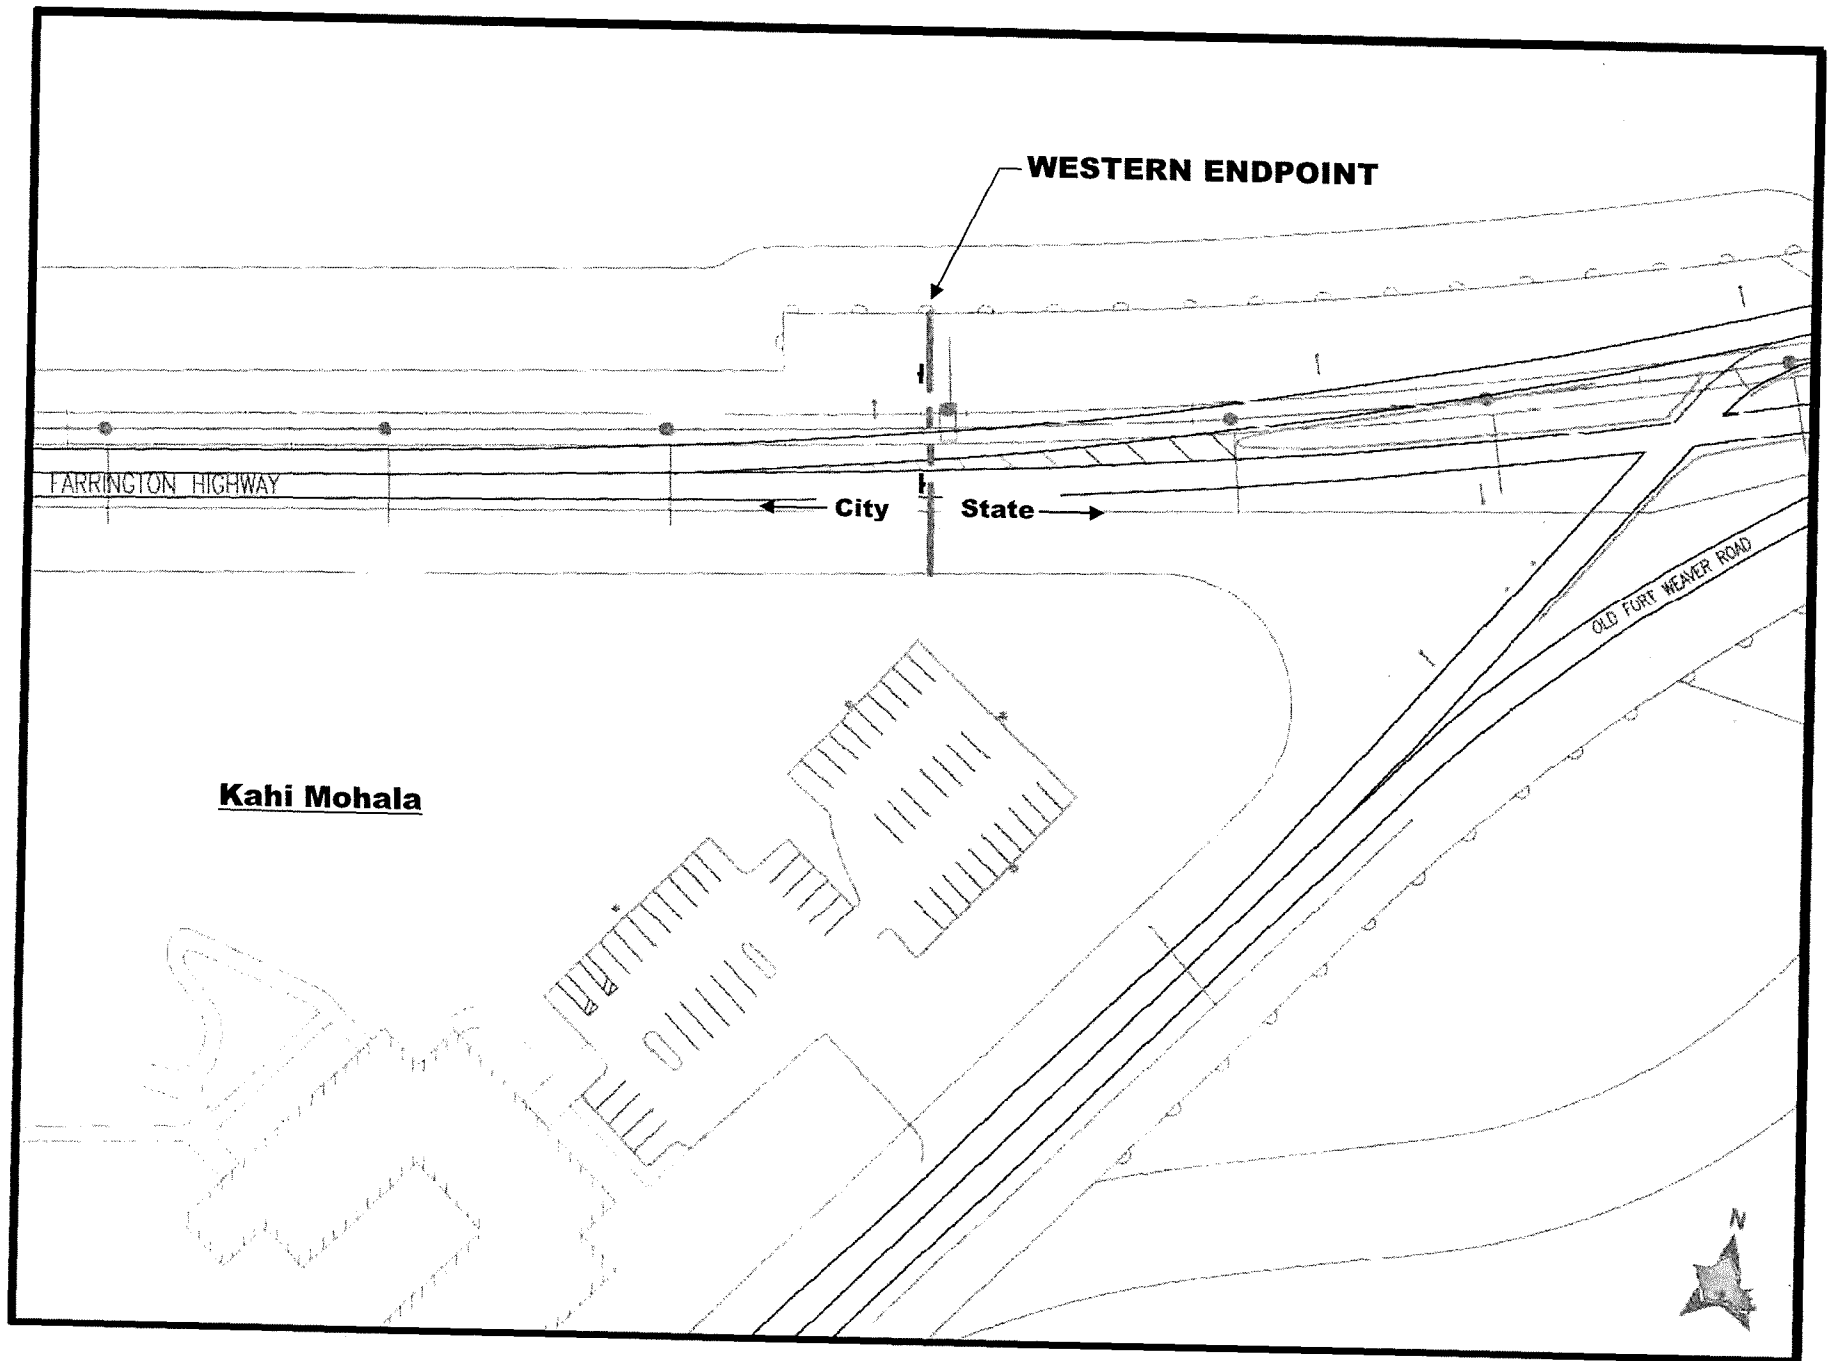 WESTERN ENDPOINT
FARRINGTON HIGHWAY
City
State
OLD FORT WEAVER ROAD
Kahi Mohala
N